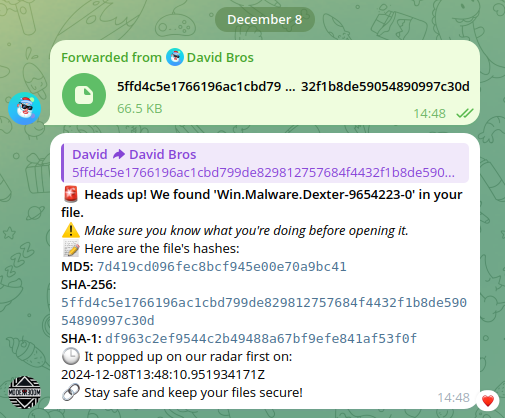 December 8
Forwarded from David Bros
5ffd4c5e1766196ac1cbd79 ... 32f1b8de59054890997c30d
66.5 KB
14:48
David David Bros
5ffd4c5e1766196ac1cbd799de829812757684f4432f1b8de590...
🚨 Heads up! We found 'Win.Malware.Dexter-9654223-0' in your
file.
⚠️ Make sure you know what you're doing before opening it.
📝 Here are the file's hashes:
MD5: 7d419cd096fec8bcf945e00e70a9bc41
SHA-256:
5ffd4c5e1766196ac1cbd799de829812757684f4432f1b8de590
54890997c30d
SHA-1: df963c2ef9544c2b49488a67bf9efe841af53f0f
🕒 It popped up on our radar first on:
2024-12-08T13:48:10.951934171Z
🔗 Stay safe and keep your files secure!
14:48